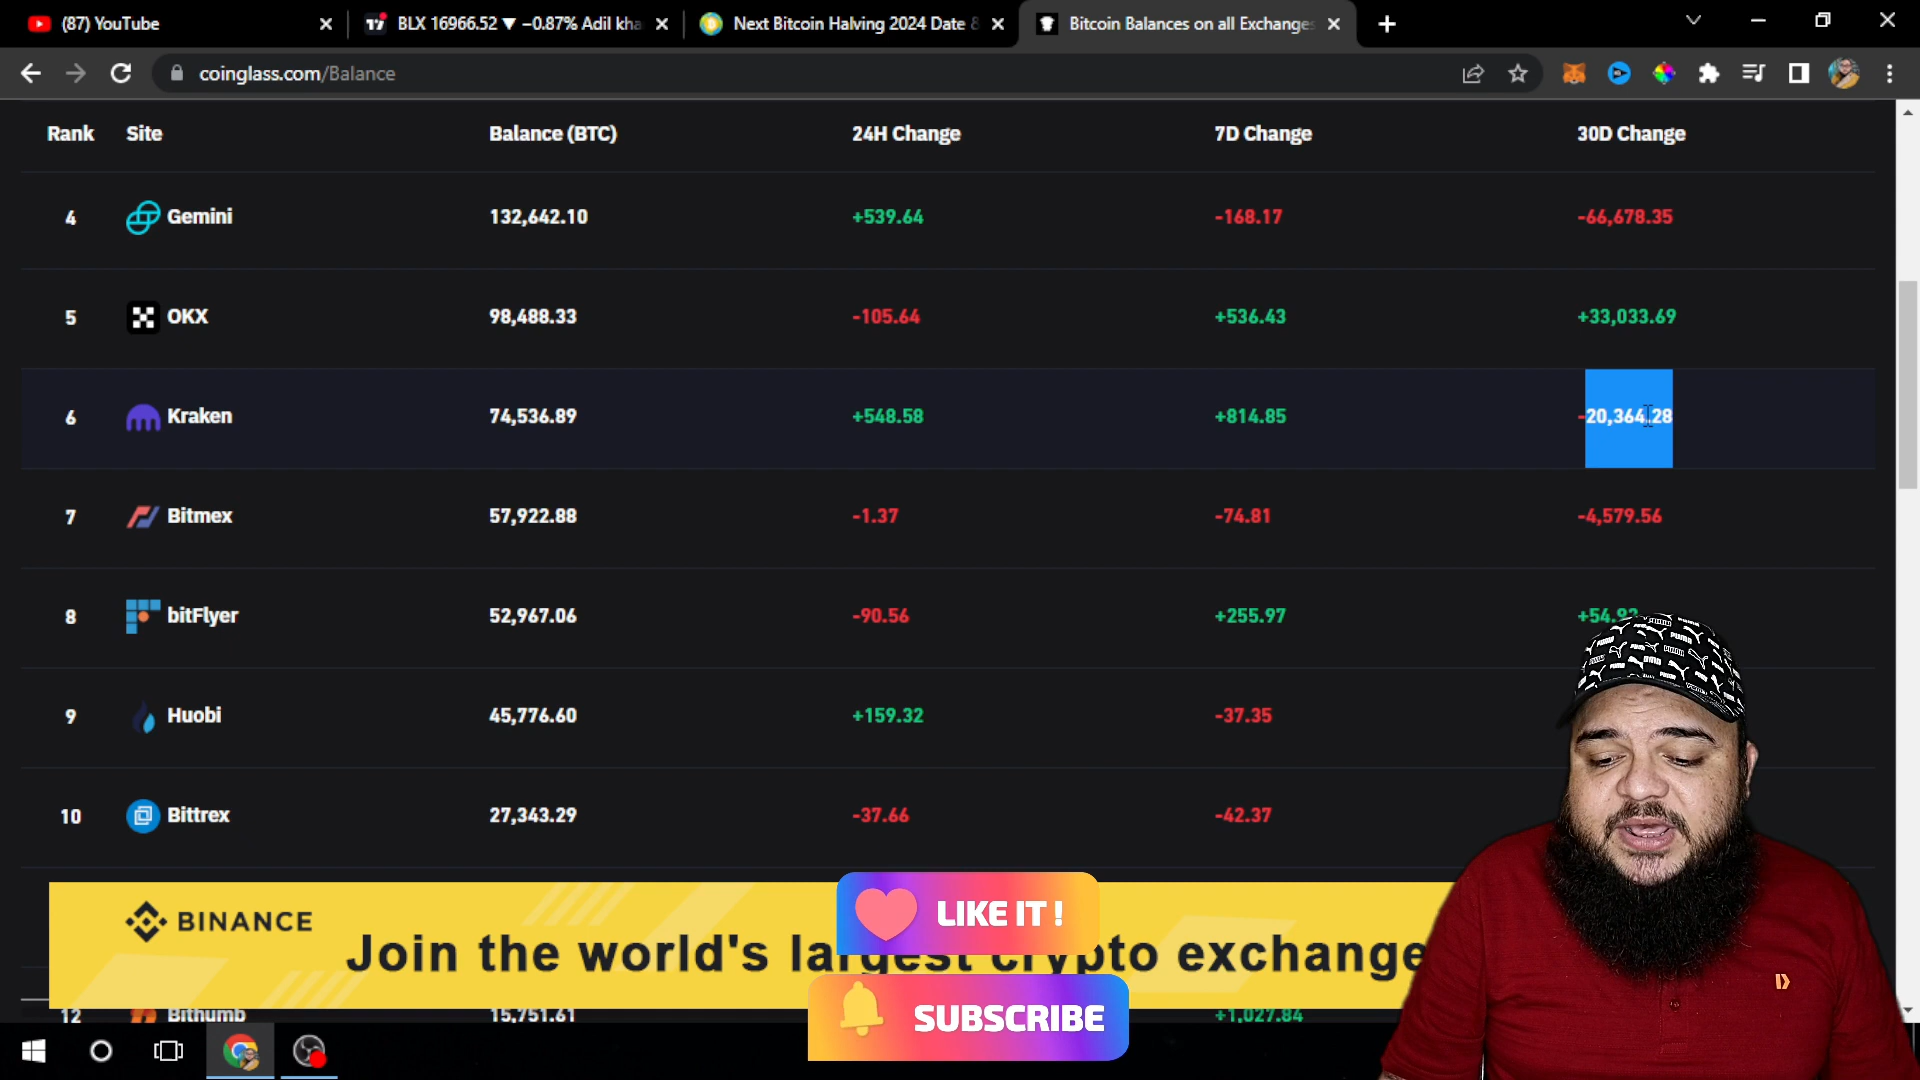 (87) YouTube
BLX 16966.52 ▼ −0.87% Adil kha
Next Bitcoin Halving 2024 Date &
Bitcoin Balances on all Exchanges
coinglass.com/Balance
Rank Site Balance (BTC) 24H Change 7D Change 30D Change
4 Gemini 132,642.10 +539.64 -168.17 -66,678.35
5 OKX 98,488.33 -105.64 +536.43 +33,033.69
6 Kraken 74,536.89 +548.58 +814.85 -20,364.28
7 Bitmex 57,922.88 -1.37 -74.81 -4,579.56
8 bitFlyer 52,967.06 -90.56 +255.97 +54.92
9 Huobi 45,776.60 +159.32 -37.35
10 Bittrex 27,343.29 -37.66 -42.37
BINANCE
Join the world's largest crypto exchange
LIKE IT !
12 Bithumb 15,751.61 +1,027.84
SUBSCRIBE